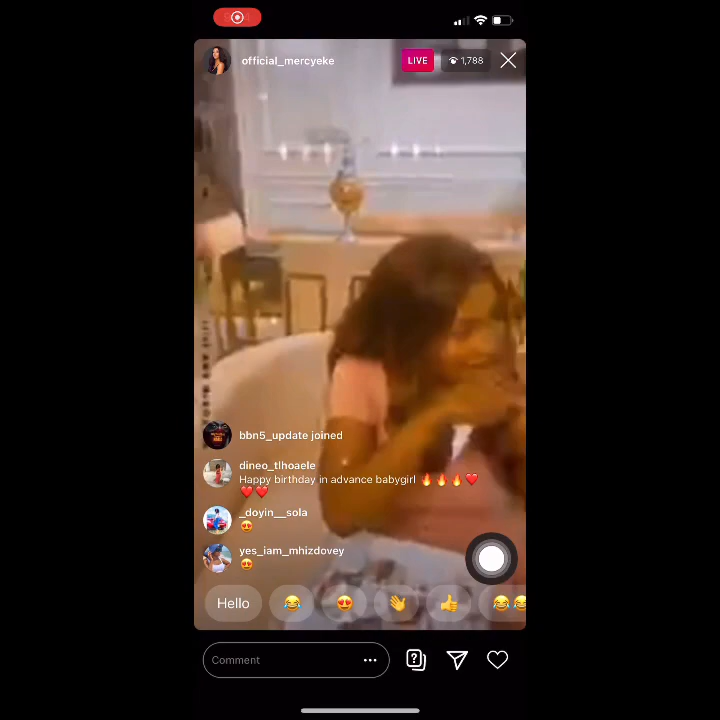 official_mercyeke
LIVE
1,788
bbn5_update joined
dineo_tlhoaele
Happy birthday in advance babygirl 🔥🔥🔥❤️
❤️❤️
_doyin__sola
😍
yes_iam_mhizdovey
😍
Hello
Comment